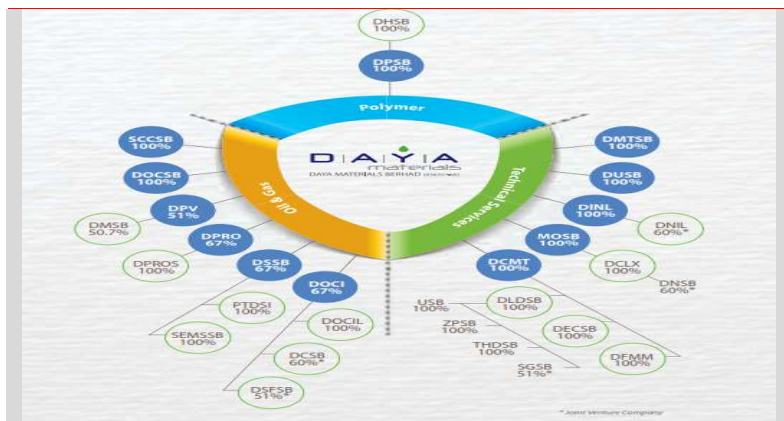 DHSB
100%
DPSB
100%
Polymer
SCCSB
100%
DOCSB
100%
DPV
51%
DMSB
50.7%
DPRO
67%
DPROS
100%
DSSB
67%
DOCI
67%
PTDSI
100%
SEMSSB
100%
DOCIL
100%
DCSB
60%*
DSFSB
51%*
Oil & Gas
DAYA
materials
DAYA MATERIALS BERHAD
Technical Services
DMTSB
100%
DUSB
100%
DINL
100%
DNIL
60%*
MOSB
100%
DCLX
100%
DNSB
60%*
DCMT
100%
USB
100%
ZPSB
100%
THDSB
100%
SGSB
51%*
DLDSB
100%
DECSB
100%
DFMM
100%
* Joint Venture Company